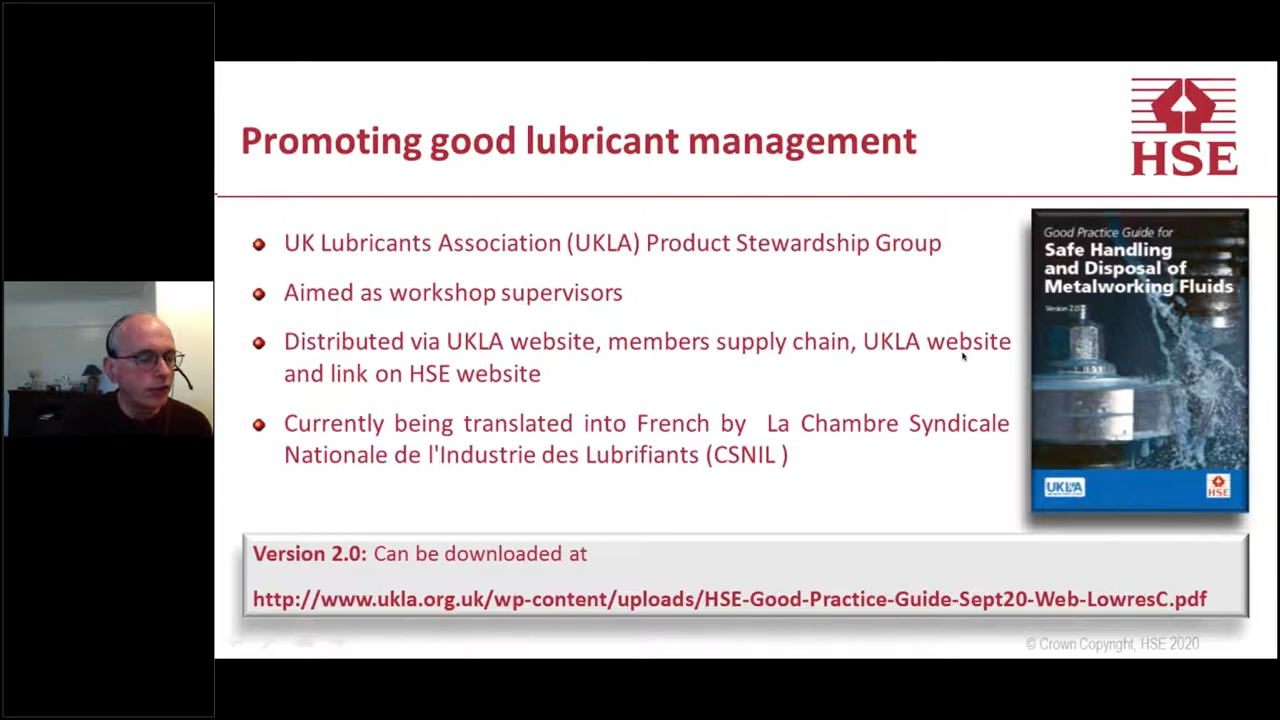 Promoting good lubricant management
HSE
UK Lubricants Association (UKLA) Product Stewardship Group
Aimed as workshop supervisors
Distributed via UKLA website, members supply chain, UKLA website
and link on HSE website
Currently being translated into French by La Chambre Syndicale
Nationale de l'Industrie des Lubrifiants (CSNIL )
Good Practice Guide for
Safe Handling
and Disposal of
Metalworking Fluids
Version 2.0
UKLA
HSE
Version 2.0: Can be downloaded at
http://www.ukla.org.uk/wp-content/uploads/HSE-Good-Practice-Guide-Sept20-Web-LowresC.pdf
© Crown Copyright, HSE 2020